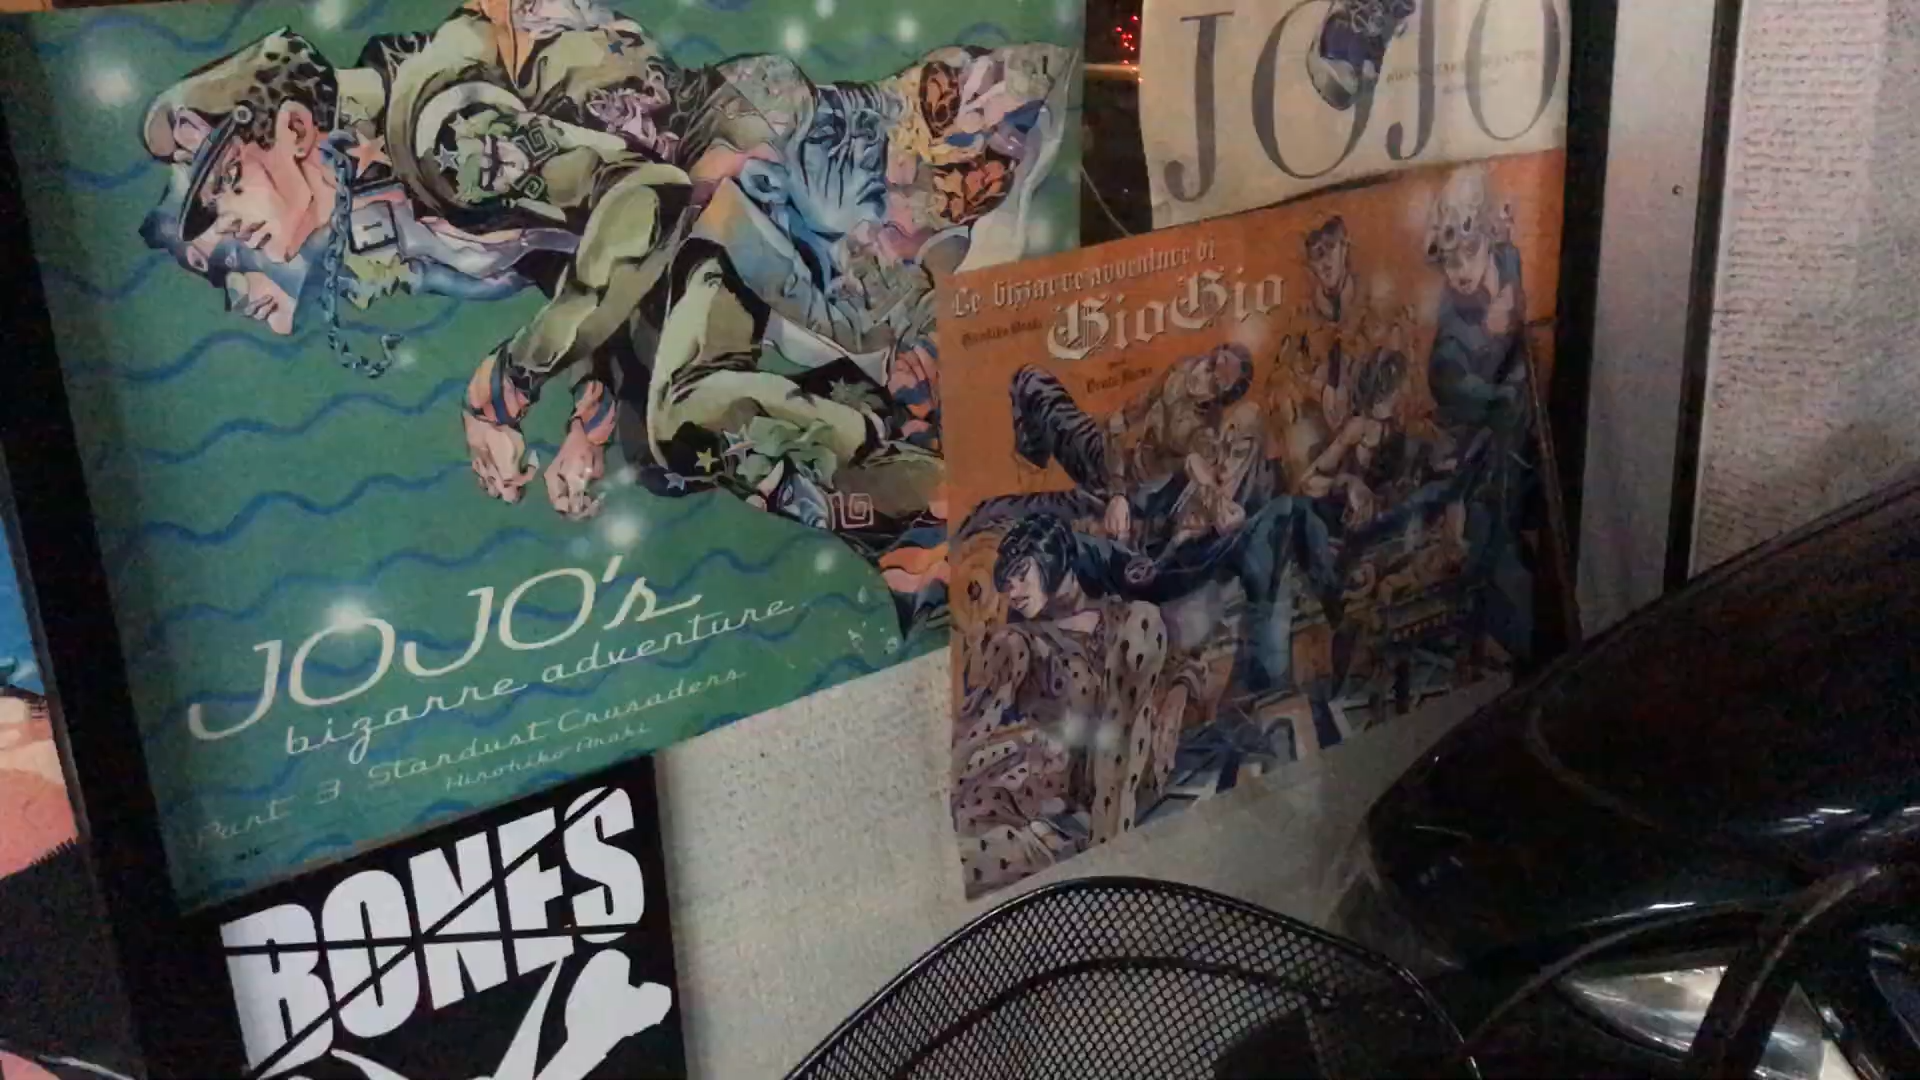 JOJO
Le bizzarre avventure di
GioGio
JOJO's
bizarre adventure
Part 3 Stardust Crusaders
Hirohiko Araki
BONES